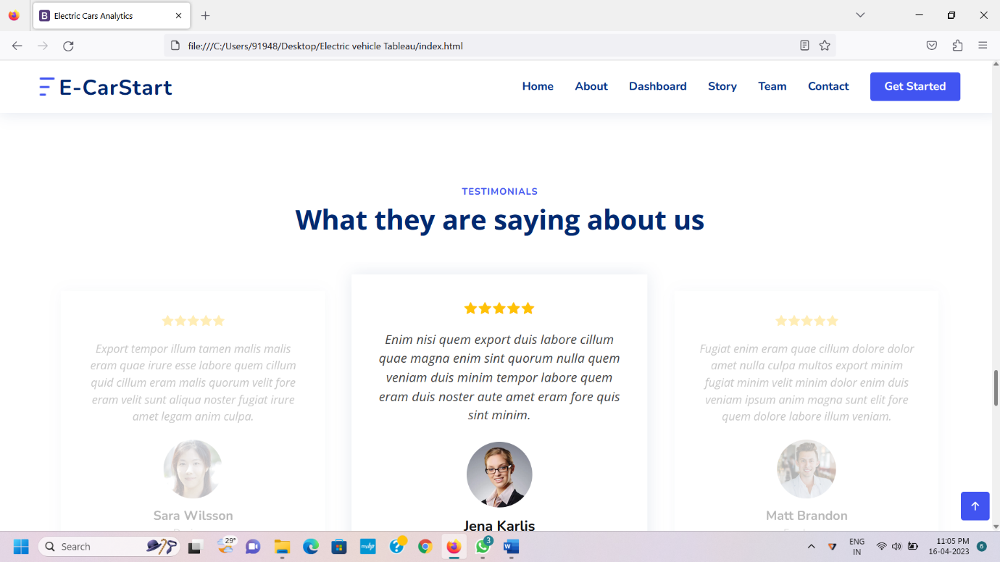 Electric Cars Analytics
file:///C:/Users/91948/Desktop/Electric vehicle Tableau/index.html
E-CarStart
Home About Dashboard Story Team Contact Get Started
TESTIMONIALS
What they are saying about us
Export tempor illum tamen malis malis
eram quae irure esse labore quem cillum
quid cillum eram malis quorum velit fore
eram velit sunt aliqua noster fugiat irure
amet legam anim culpa.
Sara Wilsson
Enim nisi quem export duis labore cillum
quae magna enim sint quorum nulla quem
veniam duis minim tempor labore quem
eram duis noster aute amet eram fore quis
sint minim.
Jena Karlis
Fugiat enim eram quae cillum dolore dolor
amet nulla culpa multos export minim
fugiat minim velit minim dolor enim duis
veniam ipsum anim magna sunt elit fore
quem dolore labore illum veniam.
Matt Brandon
Search
29°
3
ENG
IN
11:05 PM
16-04-2023
6